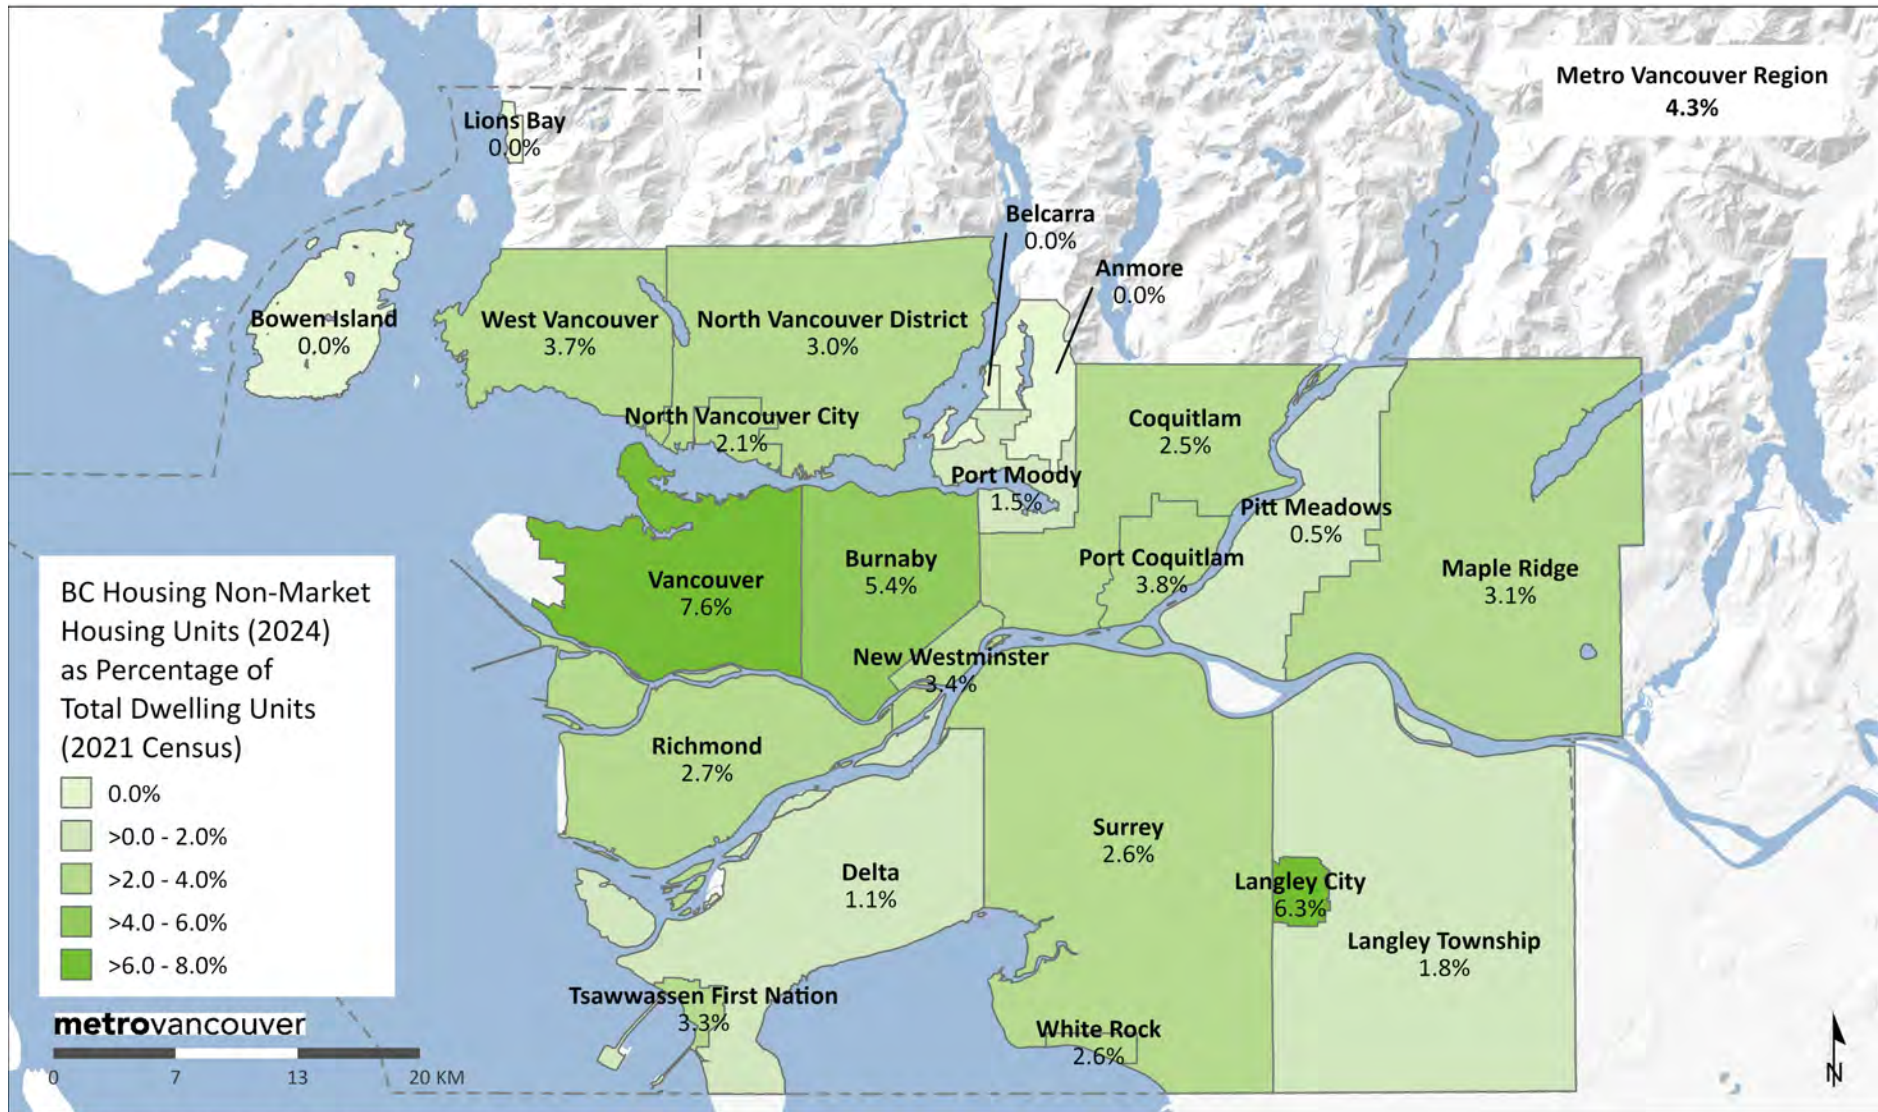 Metro Vancouver Region
4.3%
Lions Bay
0.0%
Belcarra
0.0%
Anmore
0.0%
Bowen Island
0.0%
West Vancouver
3.7%
North Vancouver District
3.0%
North Vancouver City
2.1%
Coquitlam
2.5%
Port Moody
1.5%
Pitt Meadows
0.5%
Port Coquitlam
3.8%
Maple Ridge
3.1%
Vancouver
7.6%
Burnaby
5.4%
New Westminster
3.4%
Richmond
2.7%
Surrey
2.6%
Delta
1.1%
Langley City
6.3%
Langley Township
1.8%
Tsawwassen First Nation
3.3%
White Rock
2.6%
BC Housing Non-Market
Housing Units (2024)
as Percentage of
Total Dwelling Units
(2021 Census)
0.0%
>0.0 - 2.0%
>2.0 - 4.0%
>4.0 - 6.0%
>6.0 - 8.0%
metrovancouver
0 7 13 20 KM
N